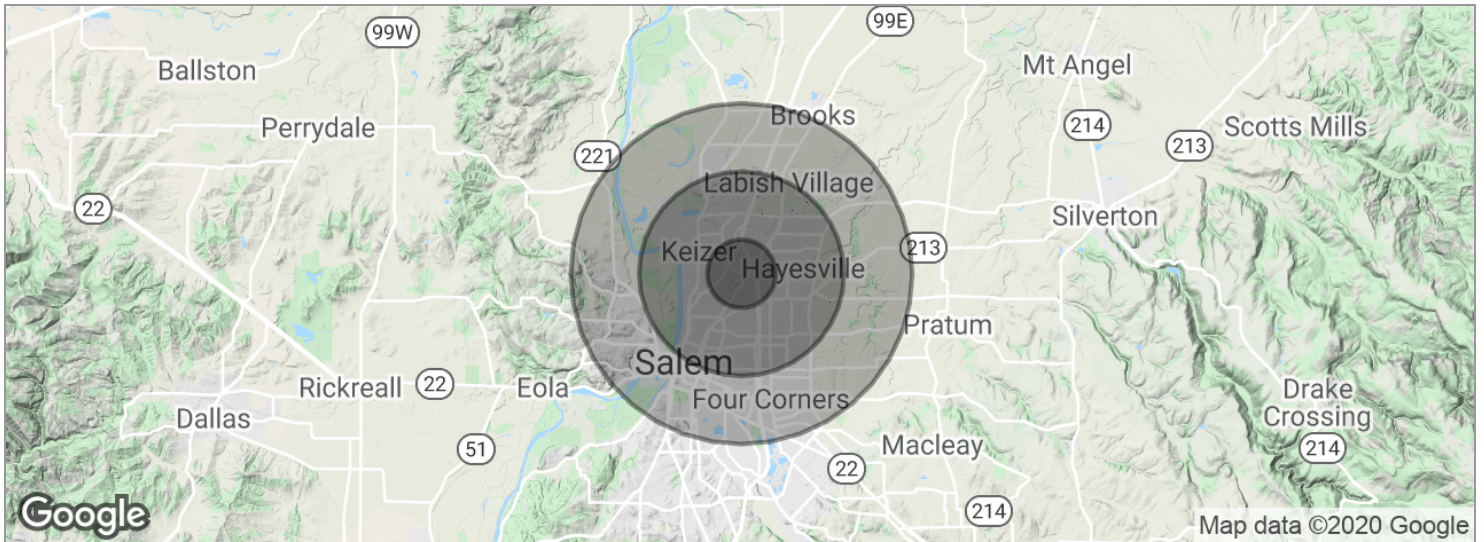 99E
99W
Mt Angel
Ballston
Brooks
214
Perrydale
Scotts Mills
213
221
Labish Village
22
Silverton
213
Keizer
Hayesville
Pratum
Salem
Rickreall
22
Eola
Drake
Crossing
Four Corners
Dallas
Macleay
51
214
22
214
Google
Map data ©2020 Google